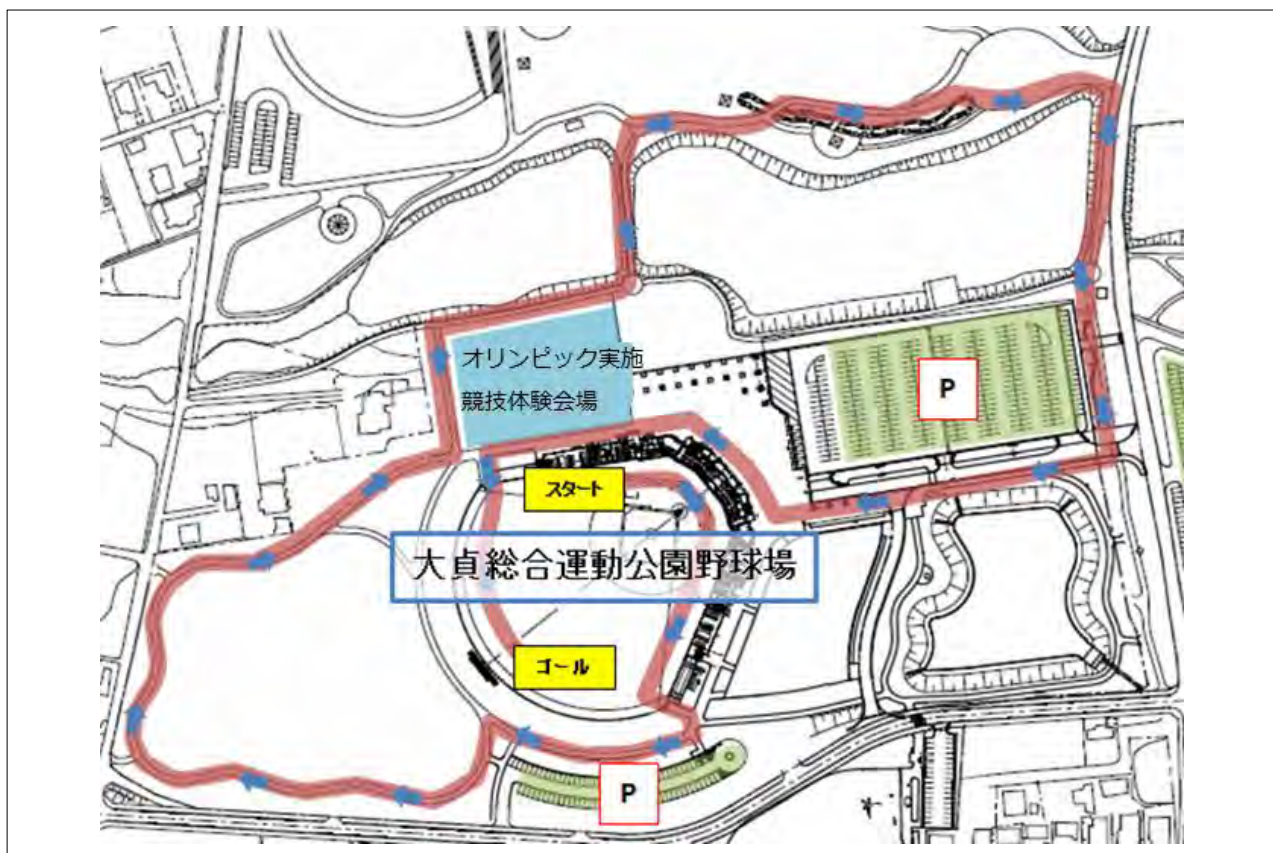 オリンピック実施
競技体験会場
P
スタート
大貞総合運動公園野球場
ゴール
P